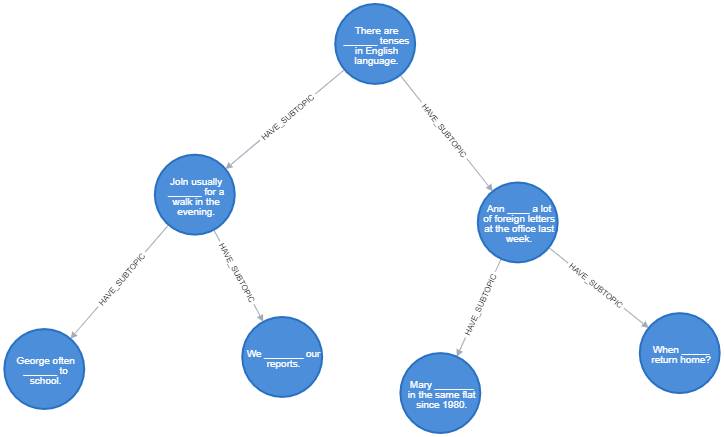 There are
______ tenses
in English
language.
HAVE_SUBTOPIC
HAVE_SUBTOPIC
Joln usually
______ for a
walk in the
evening.
Ann ____ a lot
of foreign letters
at the office last
week.
HAVE_SUBTOPIC
HAVE_SUBTOPIC
HAVE_SUBTOPIC
HAVE_SUBTOPIC
George often
______ to
school.
We _______ our
reports.
Mary _______
in the same flat
since 1980.
When _____
return home?